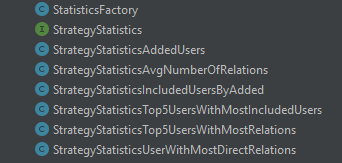 C StatisticsFactory
I StrategyStatistics
C StrategyStatisticsAddedUsers
C StrategyStatisticsAvgNumberOfRelations
C StrategyStatisticsIncludedUsersByAdded
C StrategyStatisticsTop5UsersWithMostIncludedUsers
C StrategyStatisticsTop5UsersWithMostRelations
C StrategyStatisticsUserWithMostDirectRelations